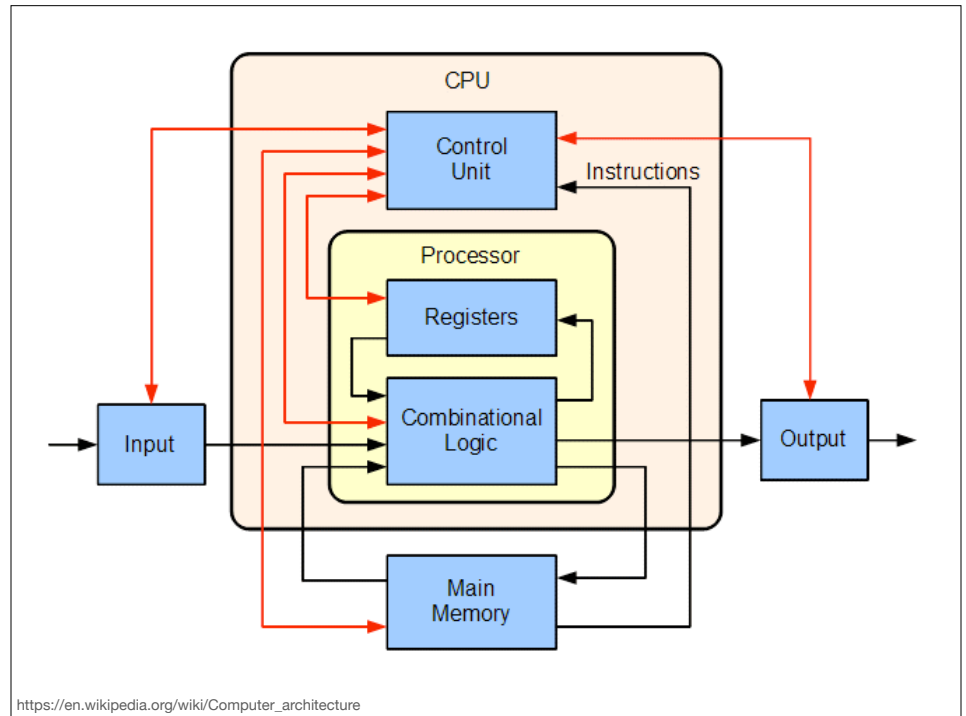 CPU
Control
Unit
Instructions
Processor
Registers
Combinational
Logic
Input
Output
Main
Memory
https://en.wikipedia.org/wiki/Computer_architecture